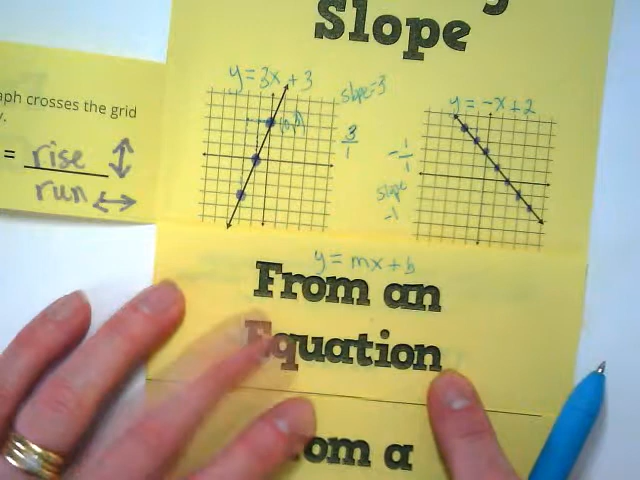 Slope
y = 3x + 3
slope=3
3
1
y = -x + 2
-1
1
slope
-1
aph crosses the grid
y.
= rise
run
y = mx + b
From an
Equation
om a